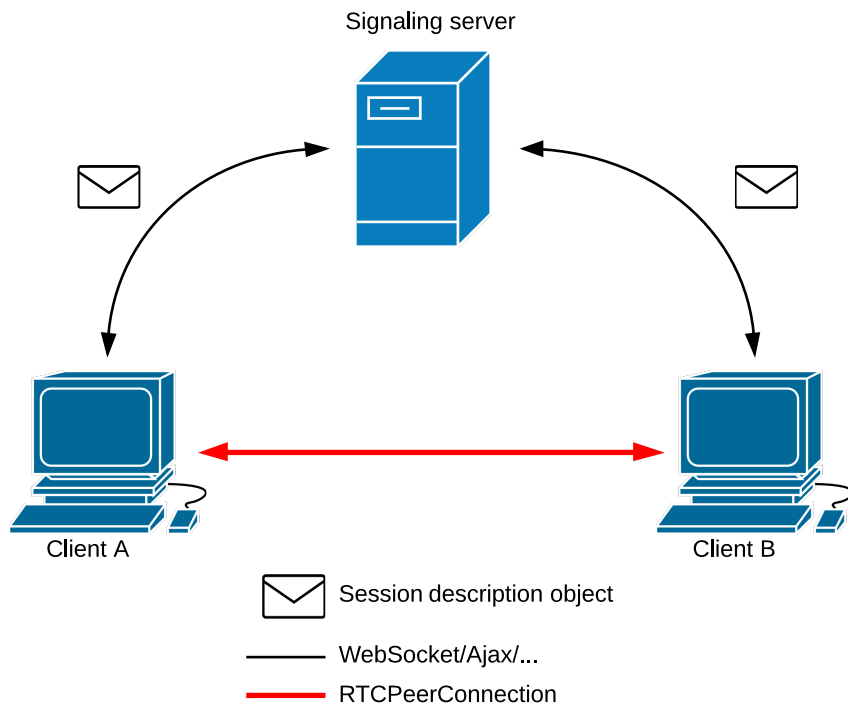 Signaling server
Client A
Client B
Session description object
WebSocket/Ajax/...
RTCPeerConnection